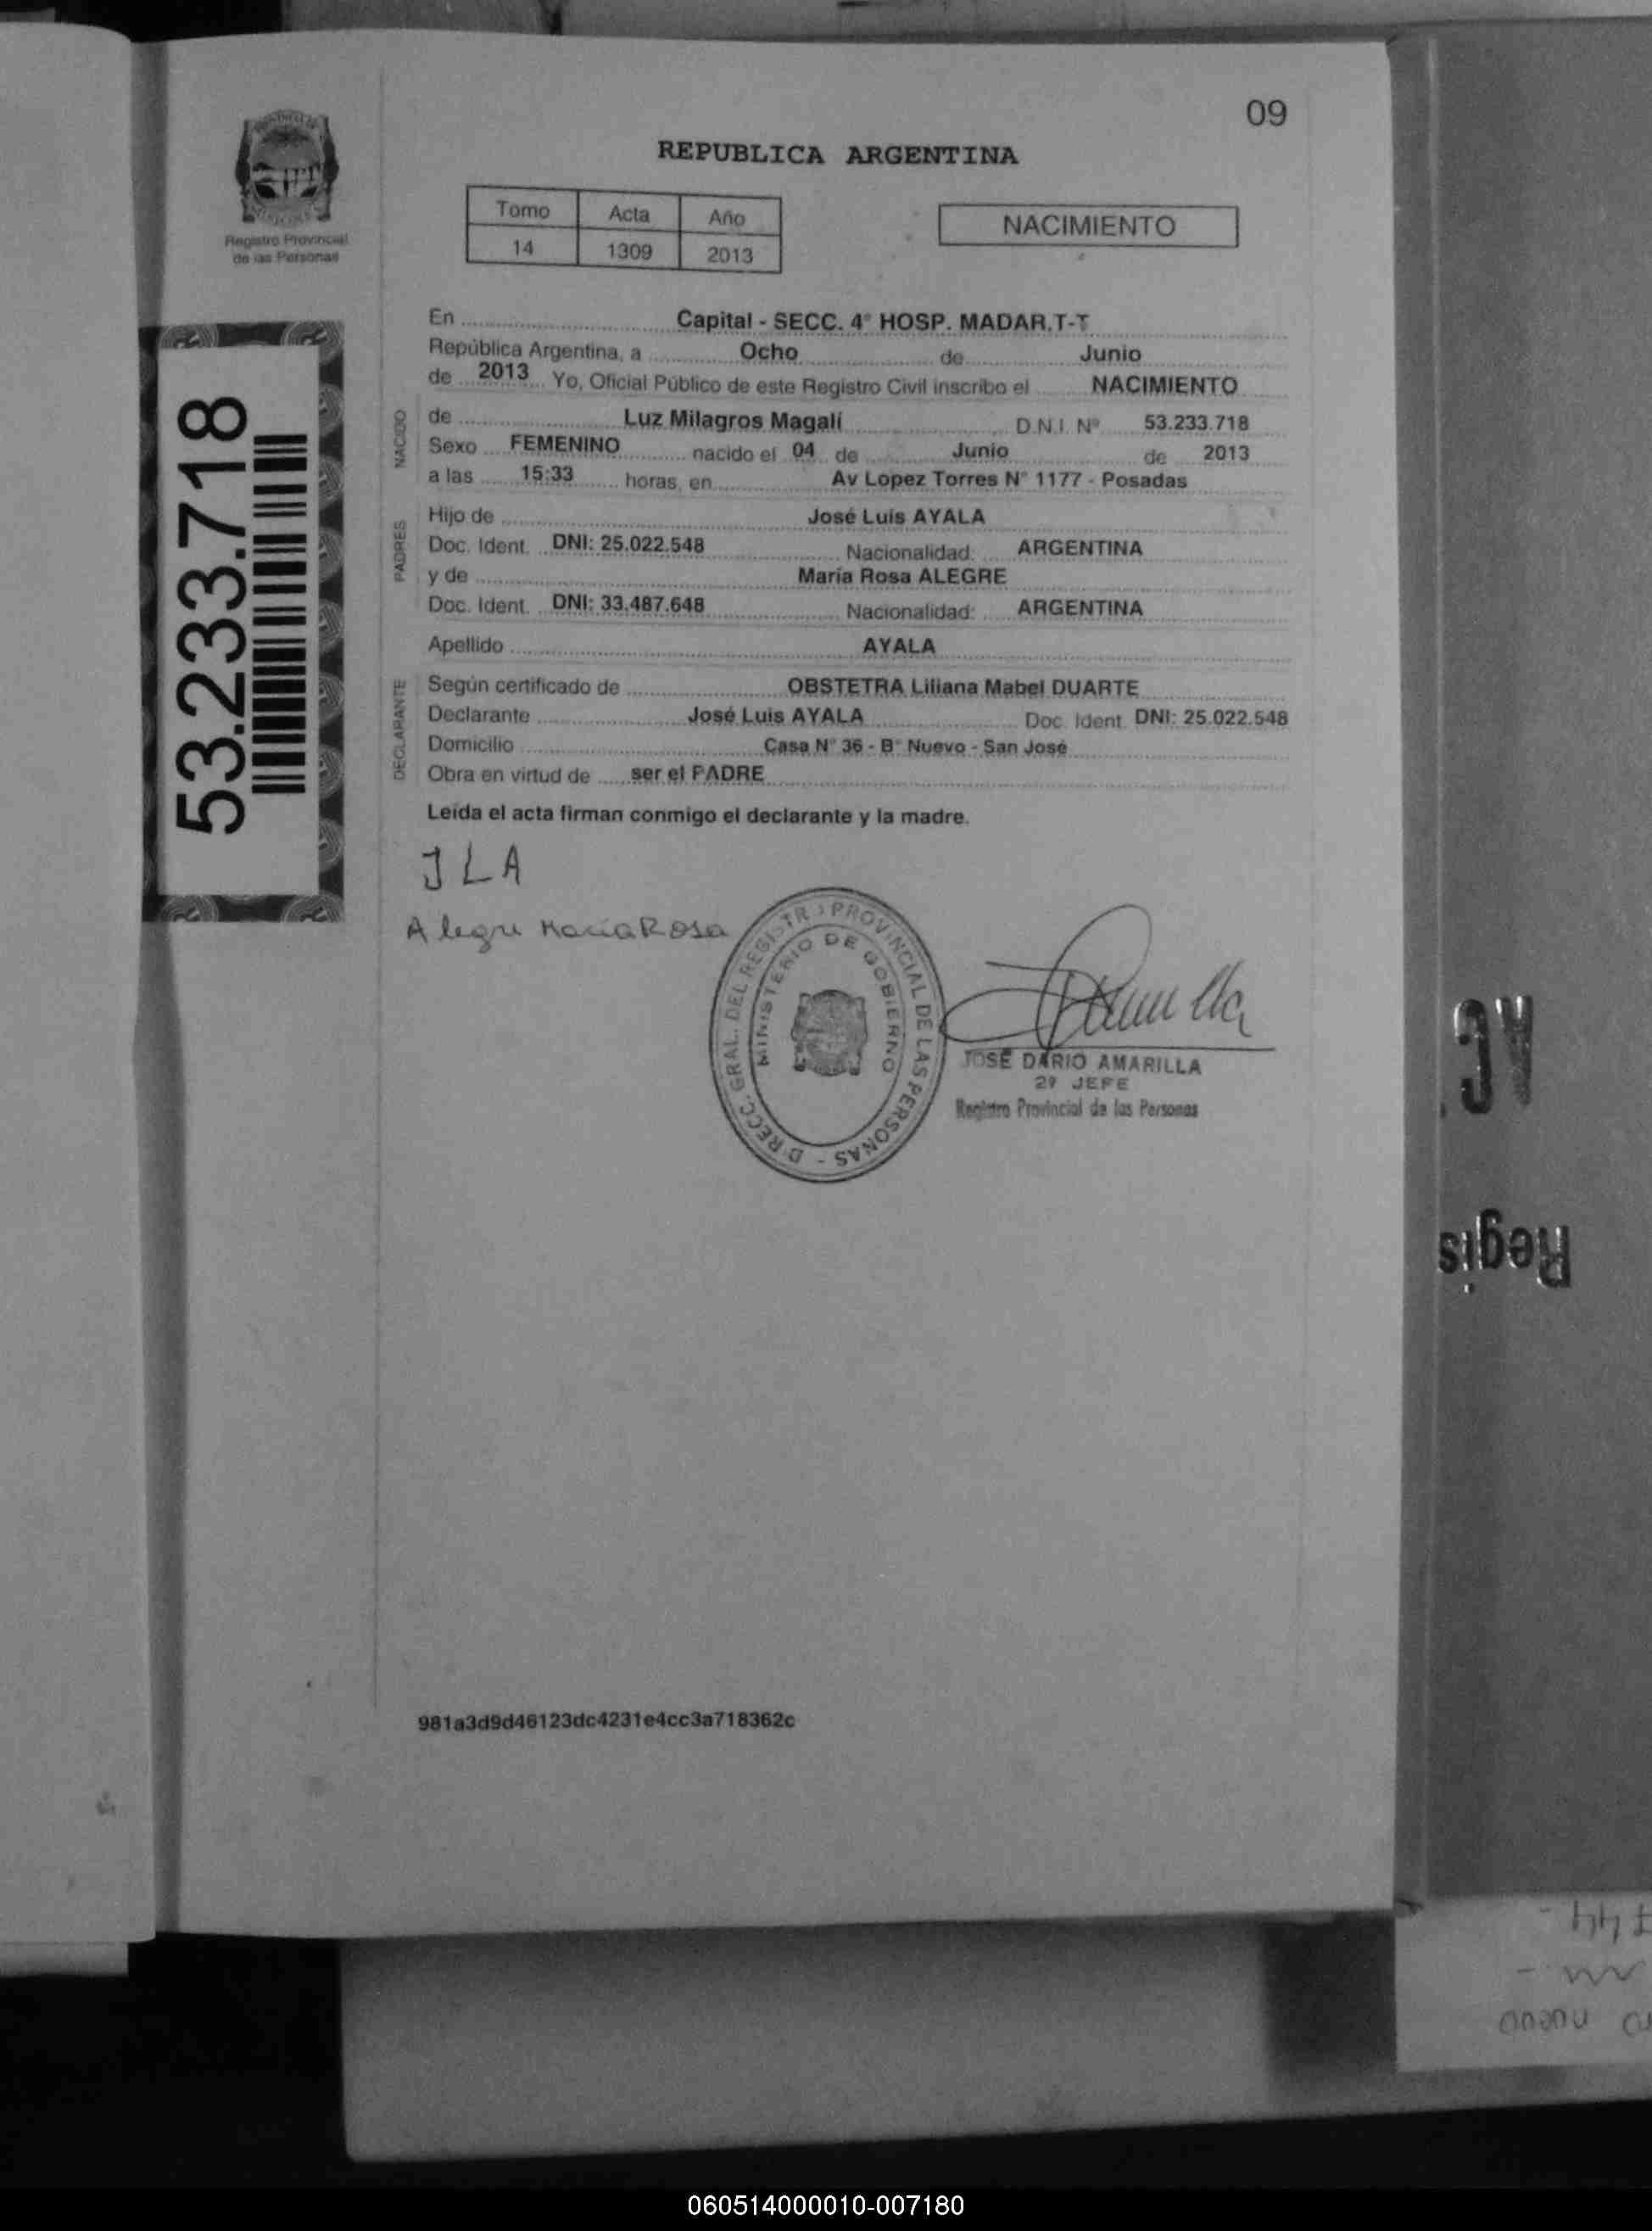 09
REPUBLICA ARGENTINA
Registro Provincial
de las Personas
Tomo Acta Año
14 1309 2013
NACIMIENTO
53.233.718
En Capital - SECC. 4° HOSP. MADAR.T-T
República Argentina, a Ocho de Junio
de 2013 Yo, Oficial Público de este Registro Civil inscribo el NACIMIENTO
NACIDO
de Luz Milagros Magalí D.N.I. Nº 53.233.718
Sexo FEMENINO nacido el 04 de Junio de 2013
a las 15:33 horas, en Av Lopez Torres N° 1177 - Posadas
PADRES
Hijo de José Luis AYALA
Doc. Ident. DNI: 25.022.548 Nacionalidad: ARGENTINA
y de María Rosa ALEGRE
Doc. Ident. DNI: 33.487.648 Nacionalidad: ARGENTINA
Apellido AYALA
DECLARANTE
Según certificado de OBSTETRA Liliana Mabel DUARTE
Declarante José Luis AYALA Doc. Ident. DNI: 25.022.548
Domicilio Casa N° 36 - B° Nuevo - San José
Obra en virtud de ser el PADRE
Leída el acta firman conmigo el declarante y la madre.
JLA
Alegre María Rosa
DIRECC. GRAL. DEL REGISTRO PROVINCIAL DE LAS PERSONAS -
MINISTERIO DE GOBIERNO
JOSÉ DARIO AMARILLA
2º JEFE
Registro Provincial de las Personas
AC
Regis
981a3d9d46123dc4231e4cc3a718362c
060514000010-007180